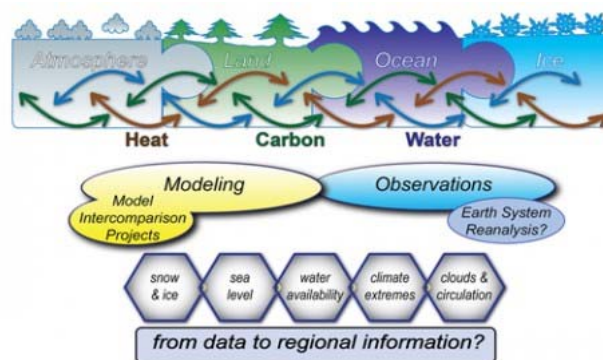 Atmosphere Land Ocean Ice
Heat Carbon Water
Modeling Observations
Model
Intercomparison
Projects
Earth System
Reanalysis?
snow
& ice
sea
level
water
availability
climate
extremes
clouds &
circulation
from data to regional information?